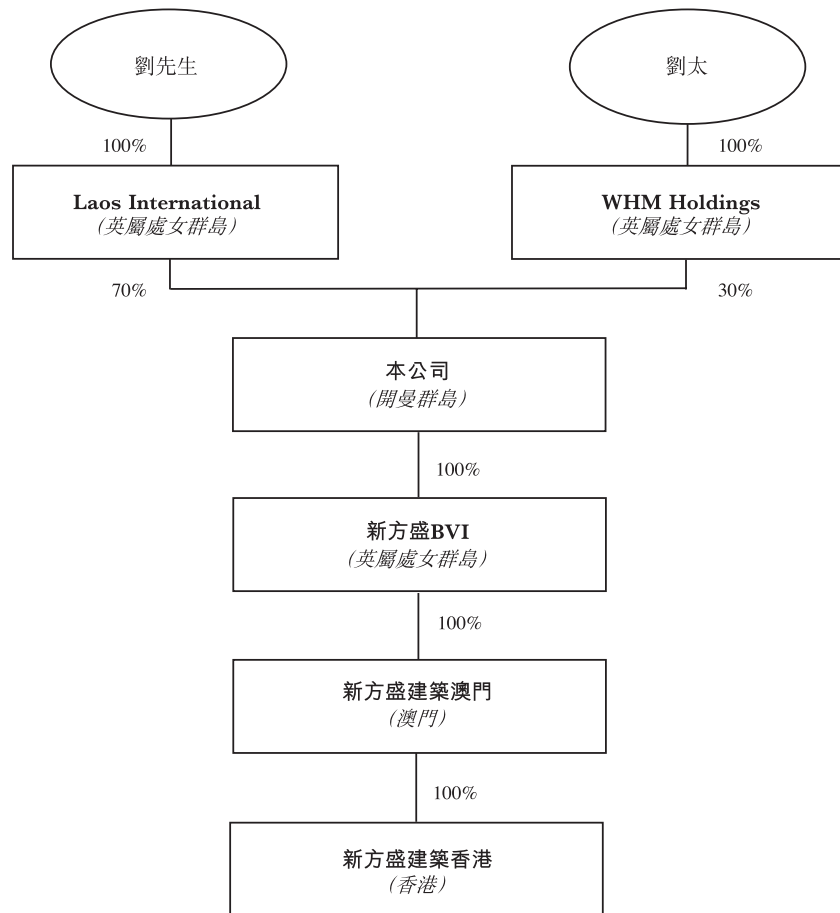 劉先生
劉太
100%
100%
Laos International
(英屬處女群島)
WHM Holdings
(英屬處女群島)
70%
30%
本公司
(開曼群島)
100%
新方盛BVI
(英屬處女群島)
100%
新方盛建築澳門
(澳門)
100%
新方盛建築香港
(香港)